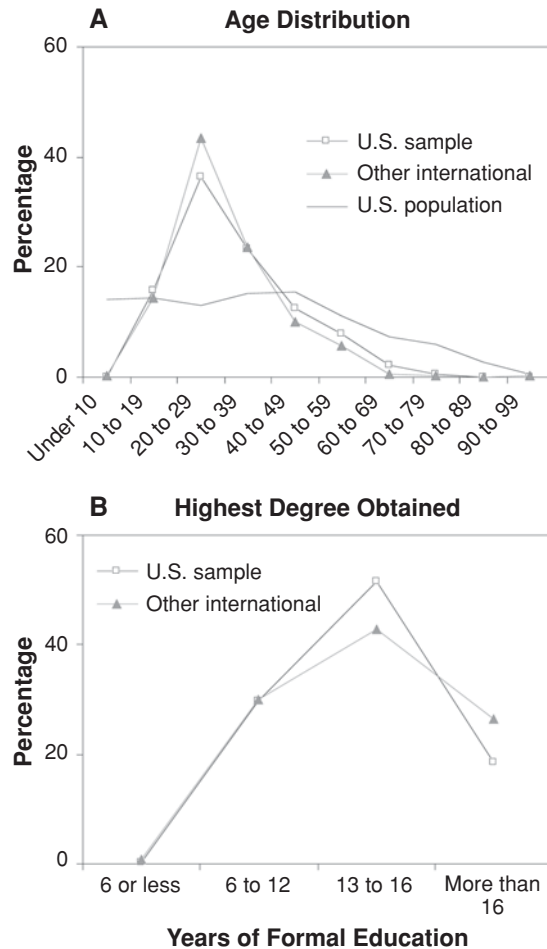 A Age Distribution
60
40
20
0
Percentage
U.S. sample
Other international
U.S. population
Under 10
10 to 19
20 to 29
30 to 39
40 to 49
50 to 59
60 to 69
70 to 79
80 to 89
90 to 99
B Highest Degree Obtained
60
40
20
0
Percentage
U.S. sample
Other international
6 or less
6 to 12
13 to 16
More than
16
Years of Formal Education